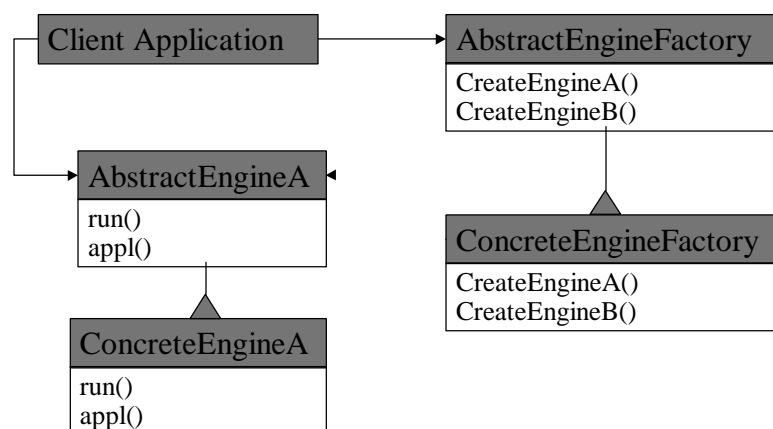 Client Application
AbstractEngineFactory
CreateEngineA()
CreateEngineB()
AbstractEngineA
run()
appl()
ConcreteEngineFactory
CreateEngineA()
CreateEngineB()
ConcreteEngineA
run()
appl()